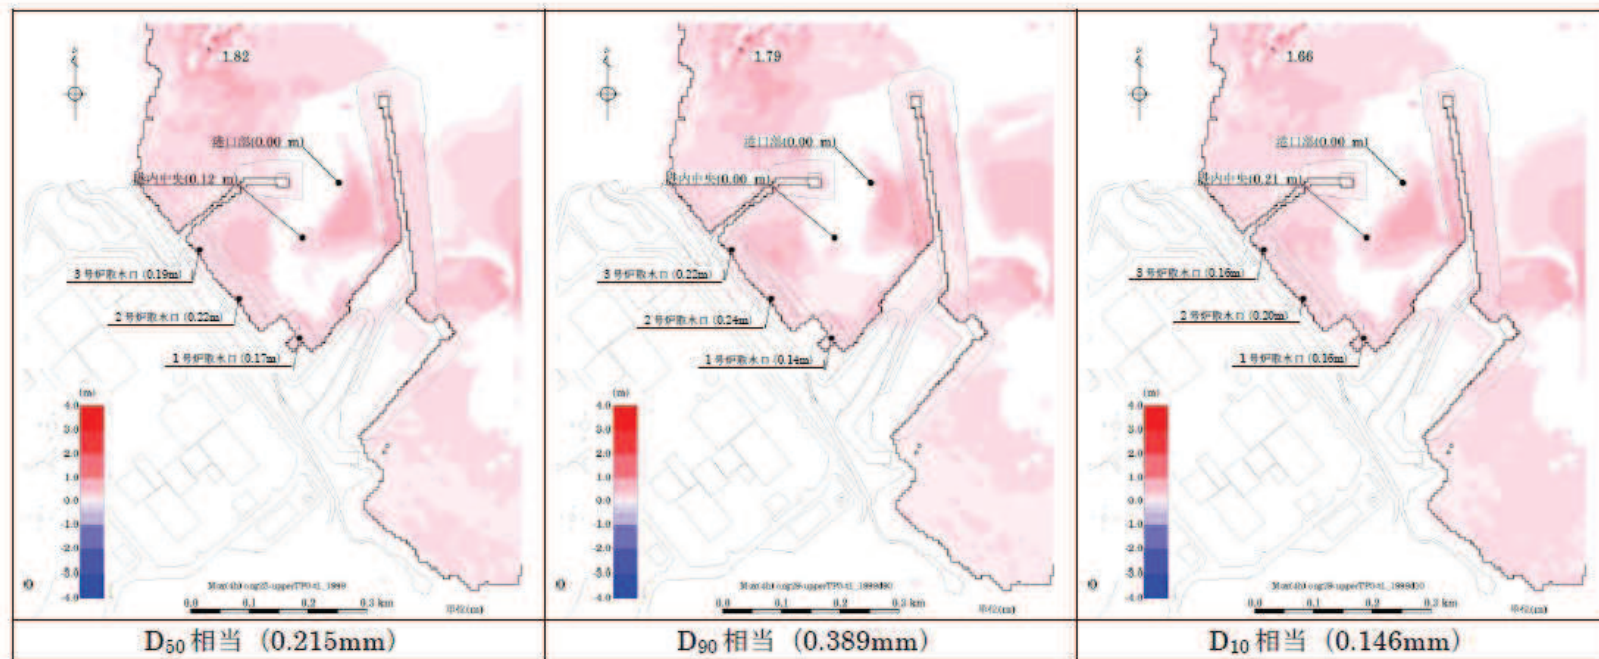 1.82
港口部(0.00 m)
港内中央(0.12 m)
3号炉取水口(0.19m)
2号炉取水口(0.22m)
1号炉取水口(0.17m)
(m)
4.0
3.0
2.0
1.0
0.0
-1.0
-2.0
-3.0
-4.0
0.0 0.1 0.2 0.3 km
単位(m)
D50相当（0.215mm）
1.79
港口部(0.00 m)
港内中央(0.00 m)
3号炉取水口(0.22m)
2号炉取水口(0.24m)
1号炉取水口(0.14m)
(m)
4.0
3.0
2.0
1.0
0.0
-1.0
-2.0
-3.0
-4.0
0.0 0.1 0.2 0.3 km
単位(m)
D90相当（0.389mm）
1.66
港口部(0.00 m)
港内中央(0.21 m)
3号炉取水口(0.16m)
2号炉取水口(0.20m)
1号炉取水口(0.16m)
(m)
4.0
3.0
2.0
1.0
0.0
-1.0
-2.0
-3.0
-4.0
0.0 0.1 0.2 0.3 km
単位(m)
D10相当（0.146mm）